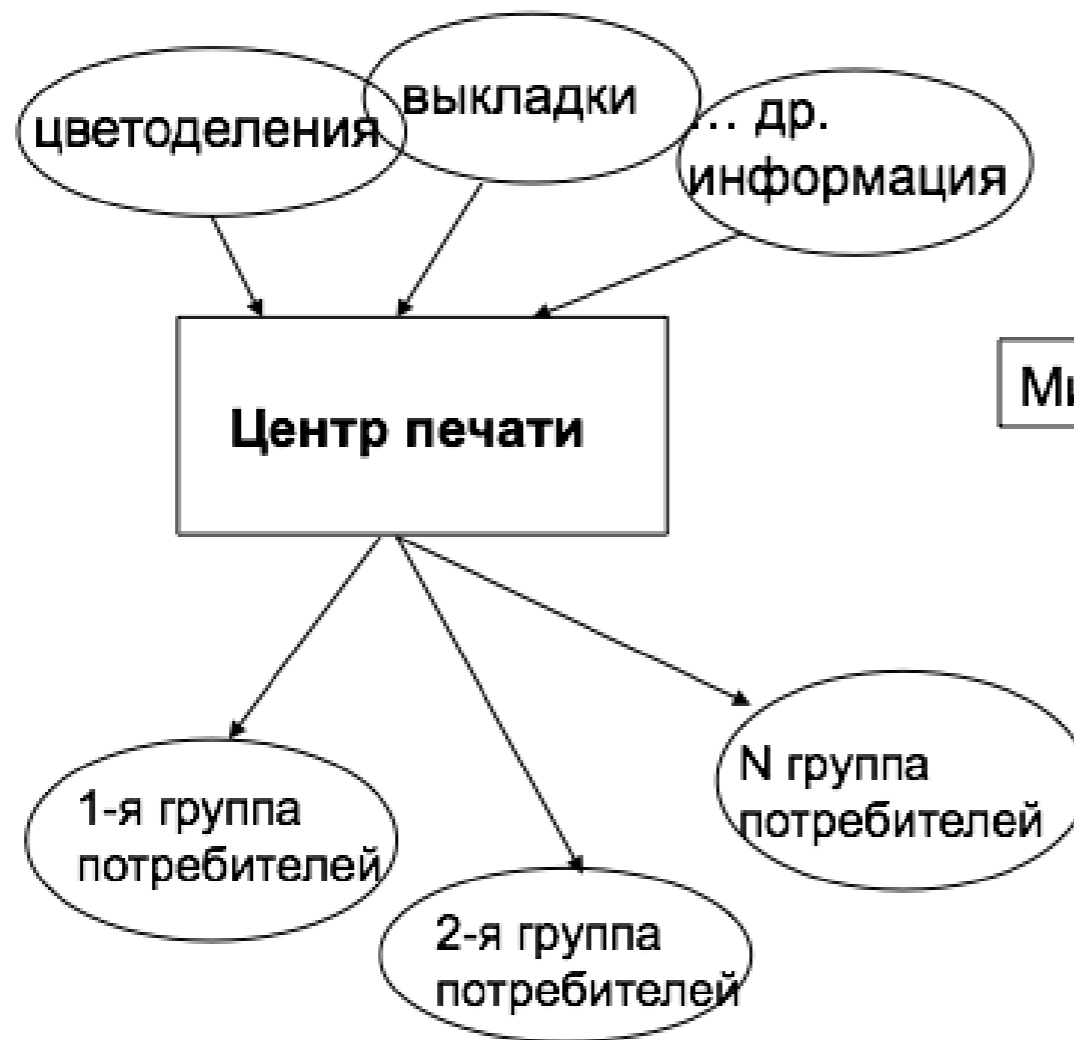 цветоделения
выкладки
... др.
информация
Центр печати
1-я группа
потребителей
2-я группа
потребителей
N группа
потребителей